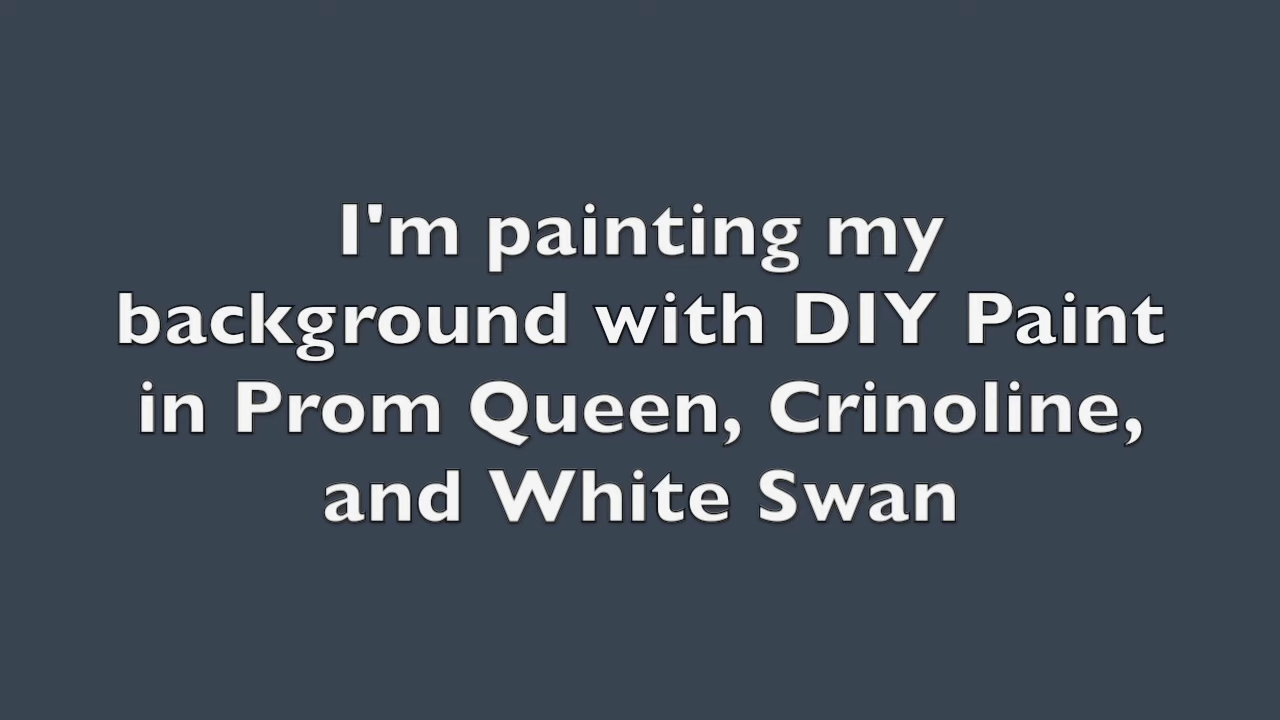 I'm painting my
background with DIY Paint
in Prom Queen, Crinoline,
and White Swan